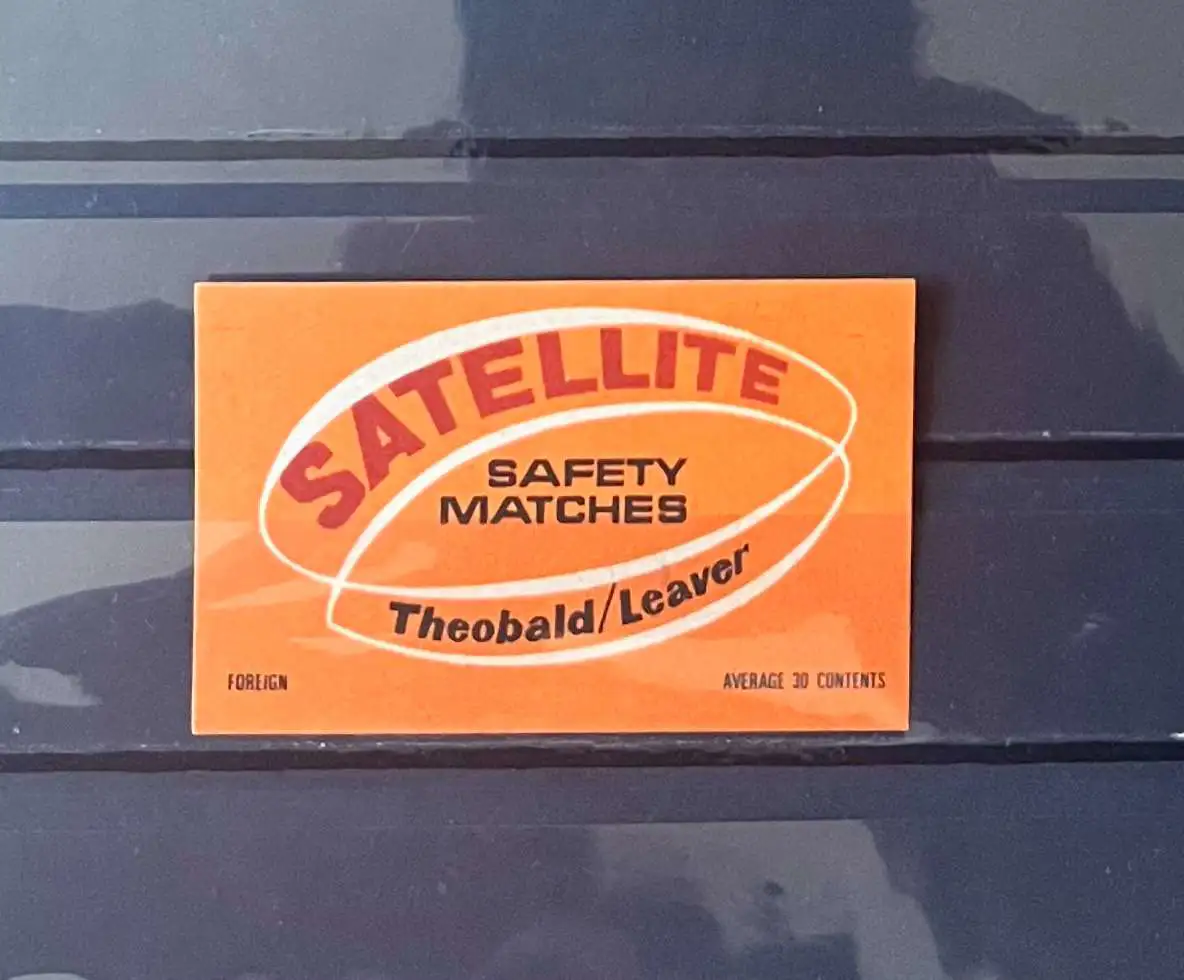 SATELLITE
SAFETY
MATCHES
Theobald/Leaver
FOREIGN
AVERAGE 30 CONTENTS